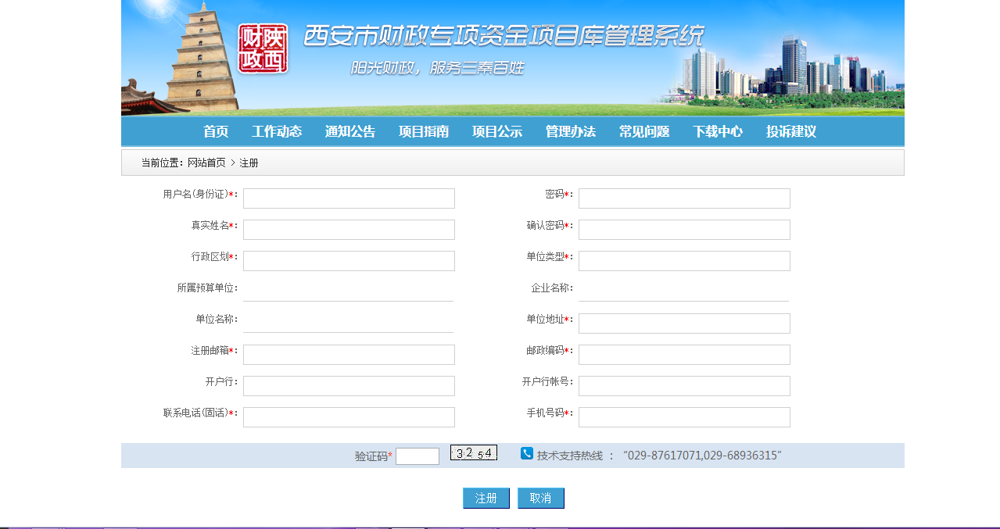 财陕
政西
西安市财政专项资金项目库管理系统
阳光财政，服务三秦百姓
首页 工作动态 通知公告 项目指南 项目公示 管理办法 常见问题 下载中心 投诉建议
当前位置：网站首页 > 注册
用户名(身份证)*: 密码*:
真实姓名*: 确认密码*:
行政区划*: 单位类型*:
所属预算单位: 企业名称:
单位名称: 单位地址*:
注册邮箱*: 邮政编码*:
开户行: 开户行帐号:
联系电话(固话)*: 手机号码*:
验证码* 3254 技术支持热线 ： “029-87617071,029-68936315”
注册 取消